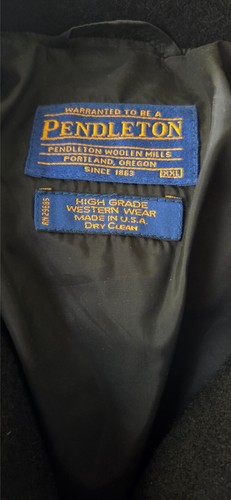 WARRANTED TO BE A
PENDLETON
PENDLETON WOOLEN MILLS
PORTLAND, OREGON
SINCE 1863
XXL
HIGH GRADE
WESTERN WEAR
MADE IN U.S.A.
DRY CLEAN
RN29685